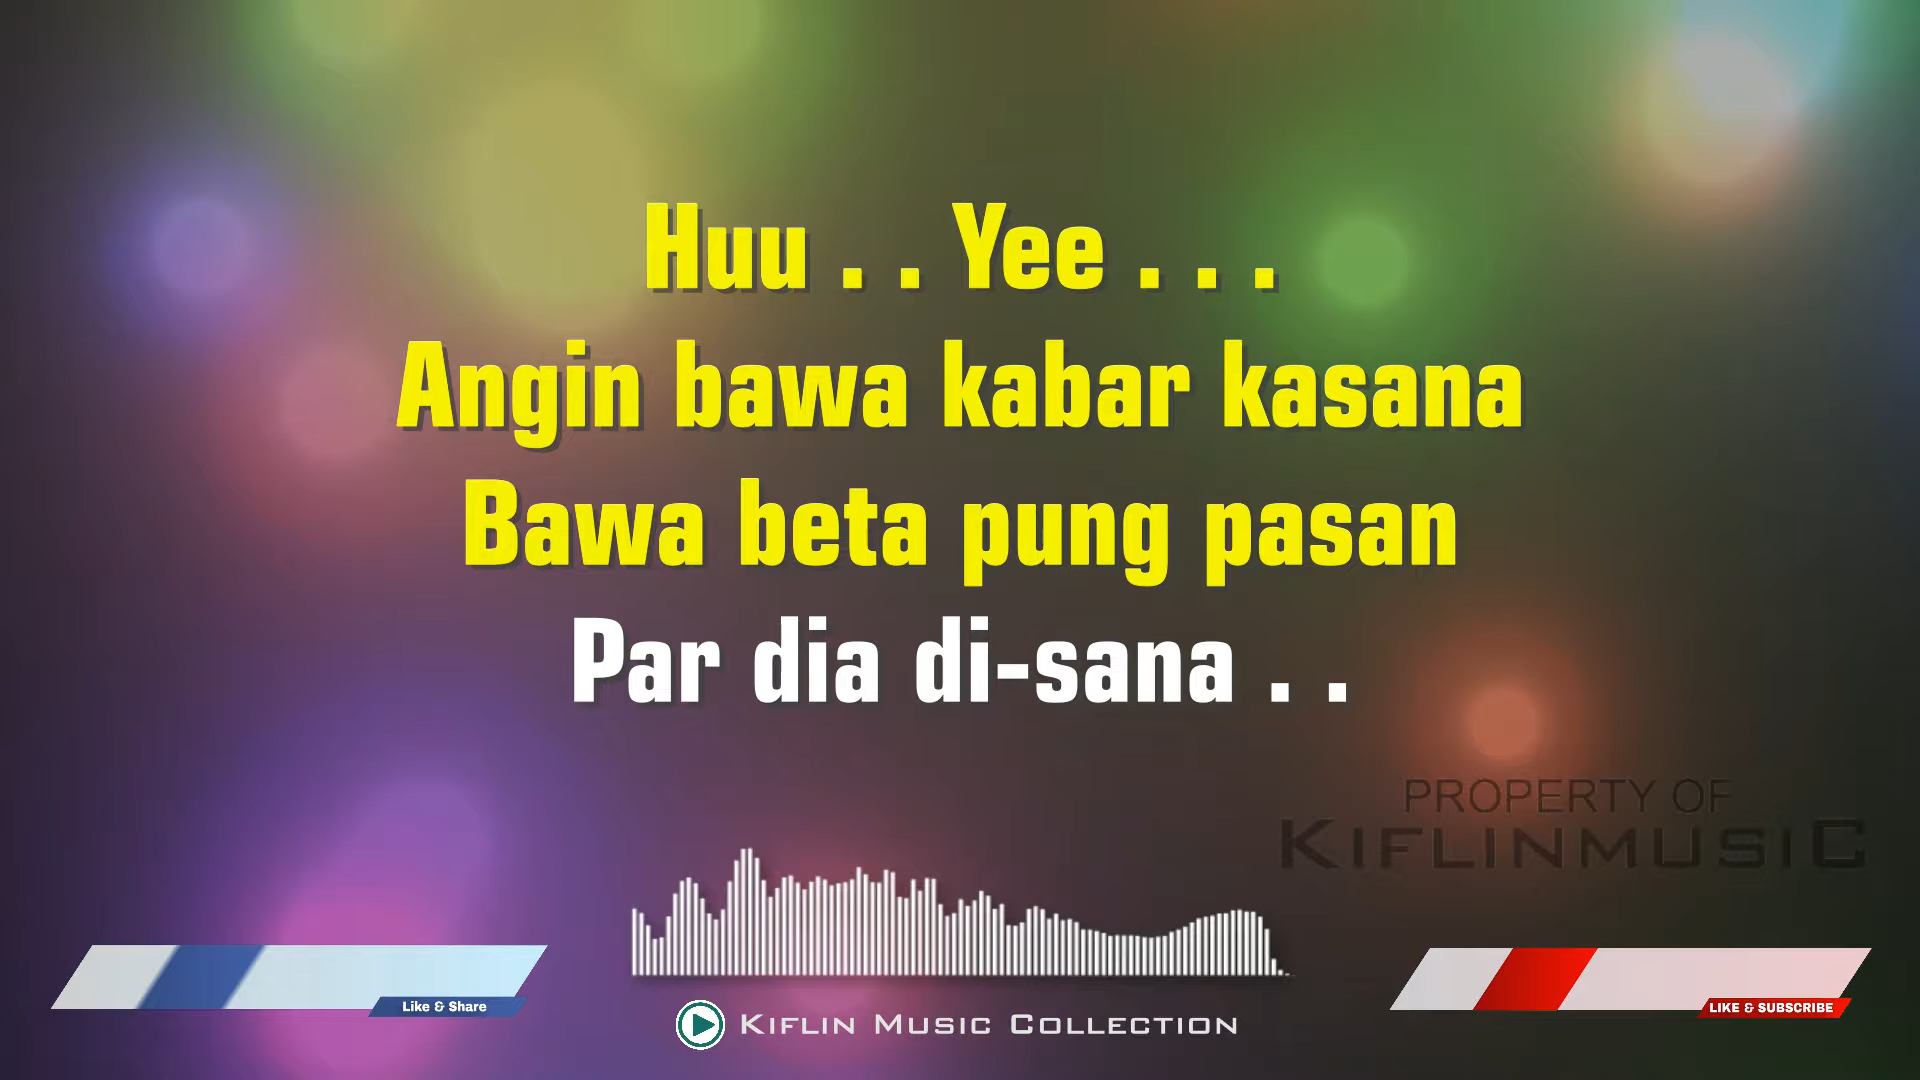 Huu . . Yee . . .
Angin bawa kabar kasana
Bawa beta pung pasan
Par dia di-sana . .
PROPERTY OF
KIFLINMUSIC
Like & Share
LIKE & SUBSCRIBE
KIFLIN MUSIC COLLECTION